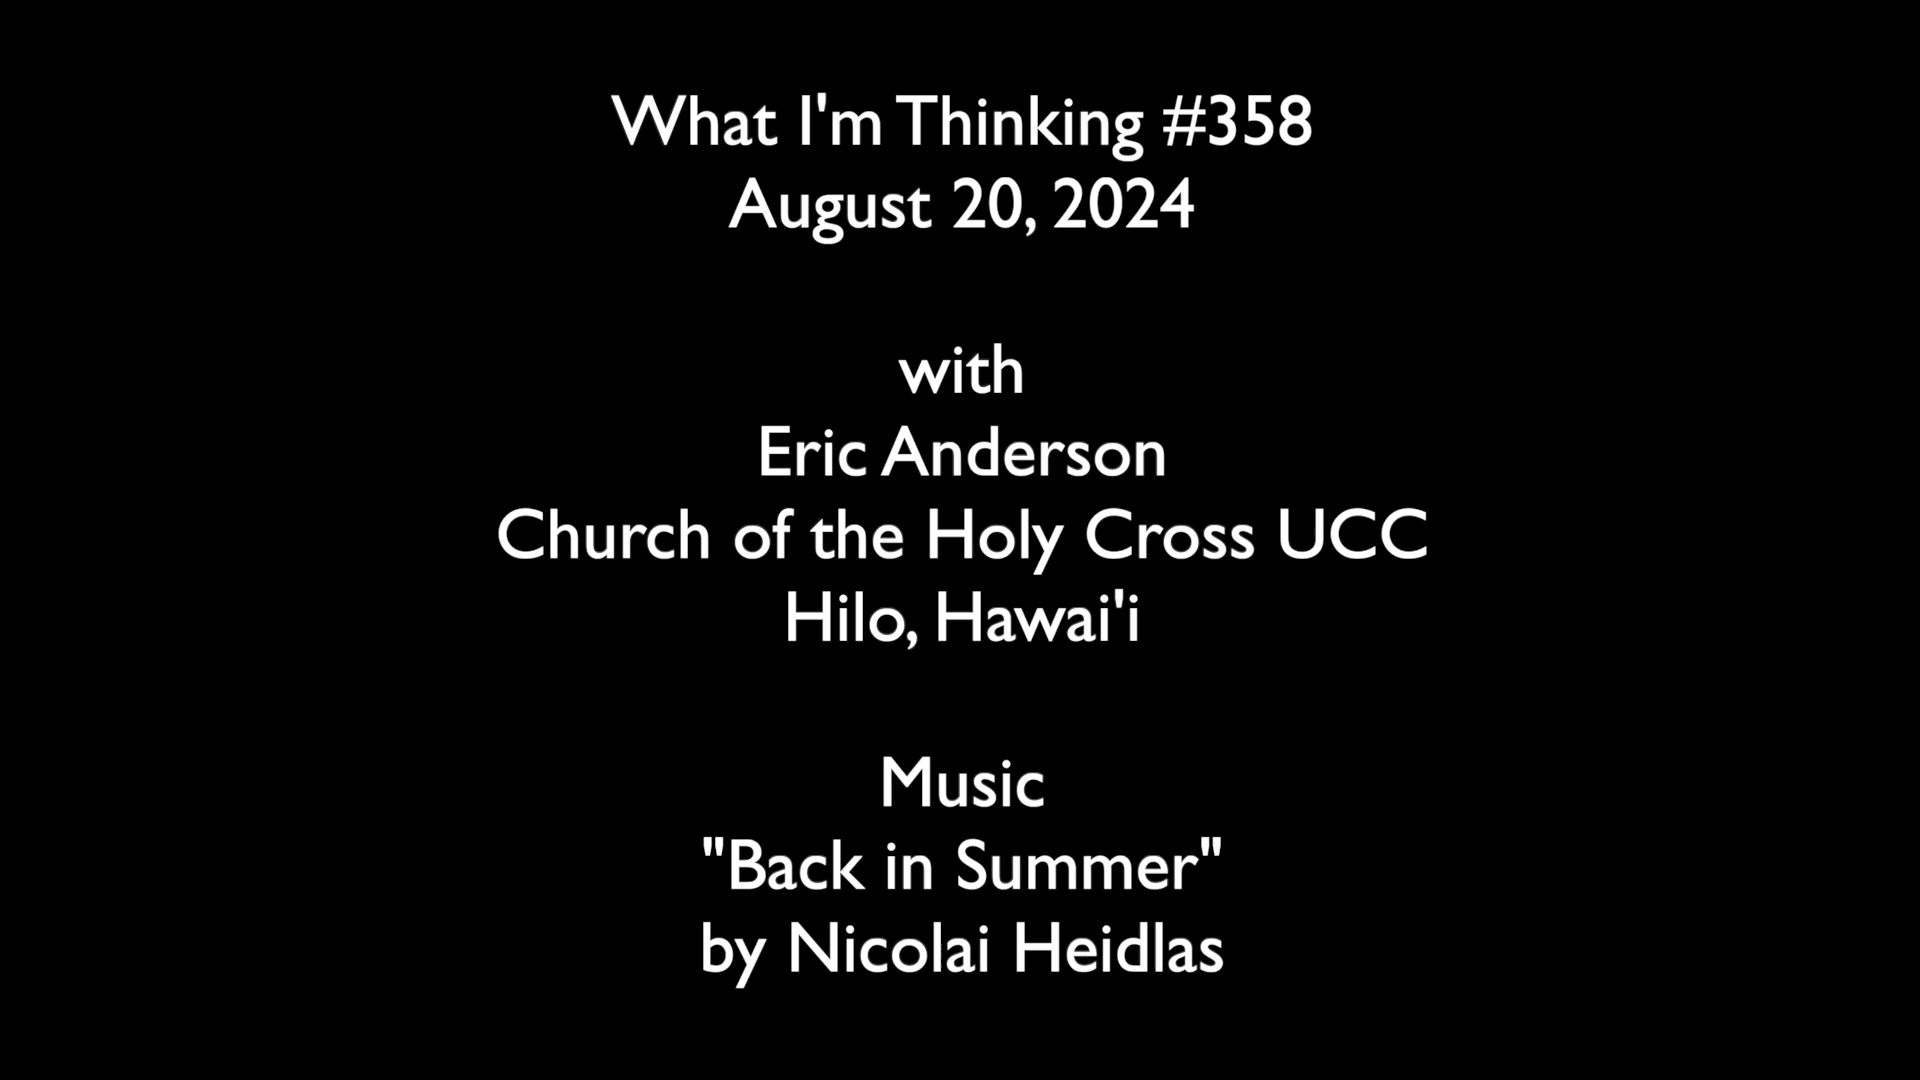 What I'm Thinking #358
August 20, 2024
with
Eric Anderson
Church of the Holy Cross UCC
Hilo, Hawai'i
Music
"Back in Summer"
by Nicolai Heidlas